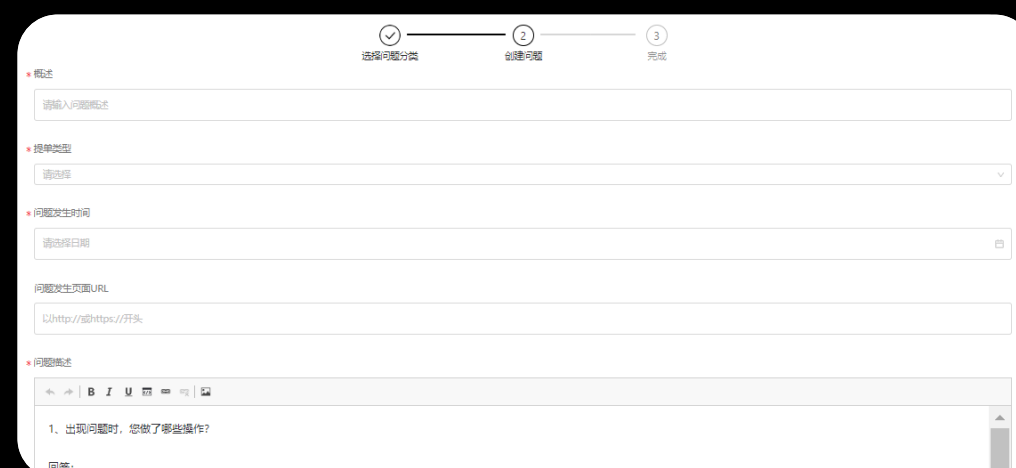 2
3
选择问题分类
创建问题
完成
* 概述
请输入问题概述
* 提单类型
请选择
* 问题发生时间
请选择日期
问题发生页面URL
以http://或https://开头
* 问题描述
B I U
1、出现问题时，您做了哪些操作？
回答：